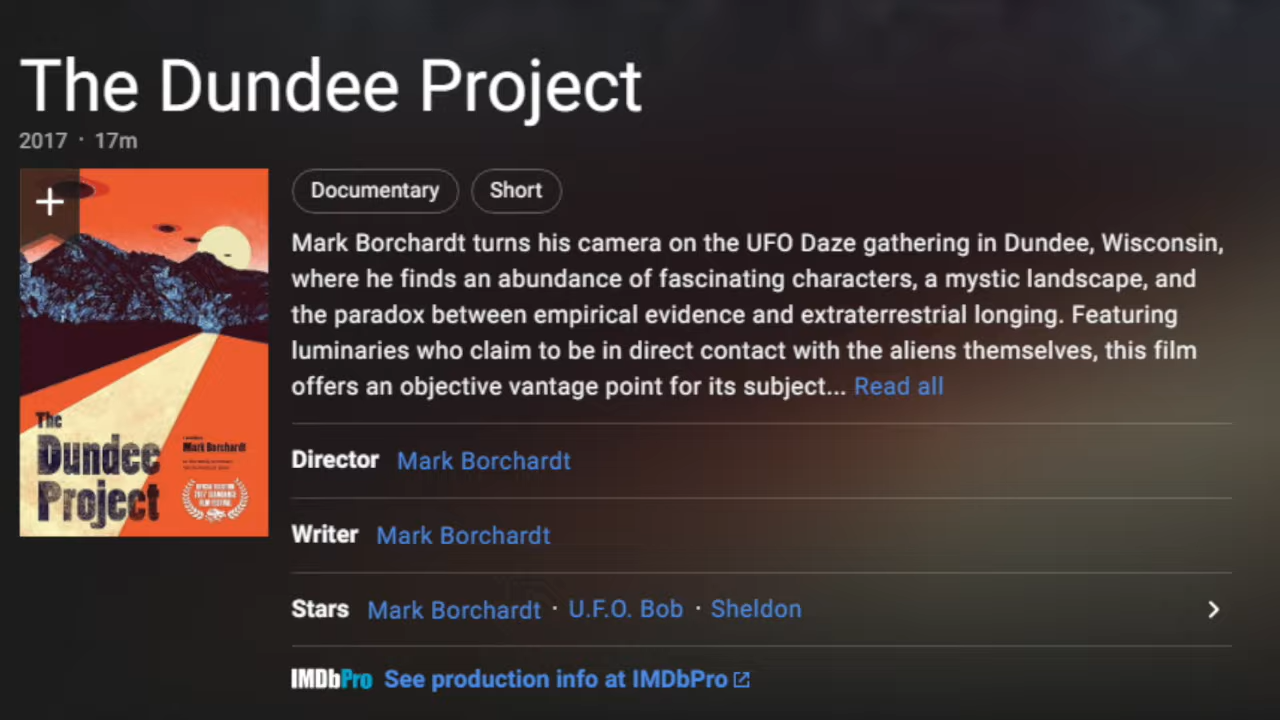 The Dundee Project
2017 · 17m
Documentary
Short
Mark Borchardt turns his camera on the UFO Daze gathering in Dundee, Wisconsin,
where he finds an abundance of fascinating characters, a mystic landscape, and
the paradox between empirical evidence and extraterrestrial longing. Featuring
luminaries who claim to be in direct contact with the aliens themselves, this film
offers an objective vantage point for its subject... Read all
The
Dundee
Project
Mark Borchardt
OFFICIAL SELECTION
FILM FESTIVAL
Director Mark Borchardt
Writer Mark Borchardt
Stars Mark Borchardt · U.F.O. Bob · Sheldon
IMDbPro See production info at IMDbPro